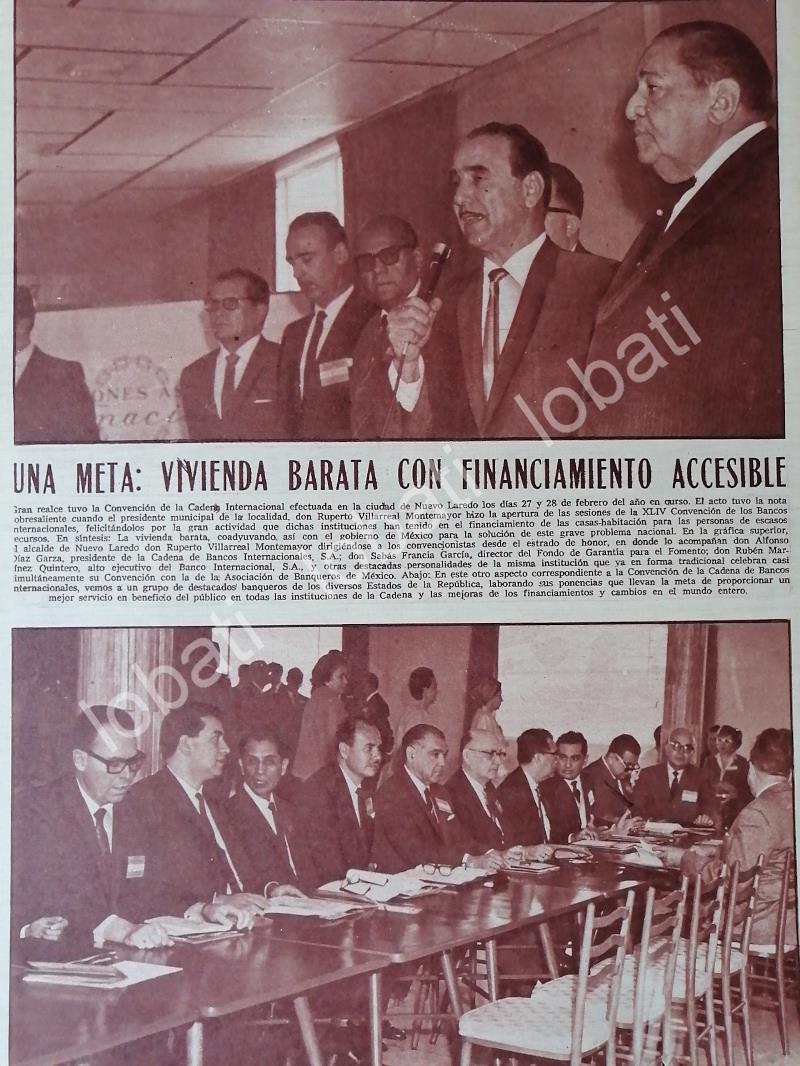 ONES A
nac
lobati
UNA META: VIVIENDA BARATA CON FINANCIAMIENTO ACCESIBLE
Gran realce tuvo la Convención de la Cadena Internacional efectuada en la ciudad de Nuevo Laredo los días 27 y 28 de febrero del año en curso. El acto tuvo la nota
obresaliente cuando el presidente municipal de la localidad, don Ruperto Villarreal Montemayor hizo la apertura de las sesiones de la XLIV Convención de los Bancos
nternacionales, felicitándolos por la gran actividad que dichas instituciones han tenido en el financiamiento de las casas-habitación para las personas de escasos
ecursos. En síntesis: La vivienda barata, coadyuvando, así con el gobierno de México para la solución de este grave problema nacional. En la gráfica superior,
l alcalde de Nuevo Laredo don Ruperto Villarreal Montemayor dirigiéndose a los convencionistas desde el estrado de honor, en donde lo acompañan don Alfonso
íaz Garza, presidente de la Cadena de Bancos Internacionales, S.A.; don Sabás Francia García, director del Fondo de Garantía para el Fomento; don Rubén Mar-
ínez Quintero, alto ejecutivo del Banco Internacional, S.A., y otras destacadas personalidades de la misma institución que ya en forma tradicional celebran casi
imultáneamente su Convención con la de la Asociación de Banqueros de México. Abajo: En este otro aspecto correspondiente a la Convención de la Cadena de Bancos
nternacionales, vemos a un grupo de destacados banqueros de los diversos Estados de la República, laborando sus ponencias que llevan la meta de proporcionar un
mejor servicio en beneficio del público en todas las instituciones de la Cadena y las mejoras de los financiamientos y cambios en el mundo entero.
lobati
lobati